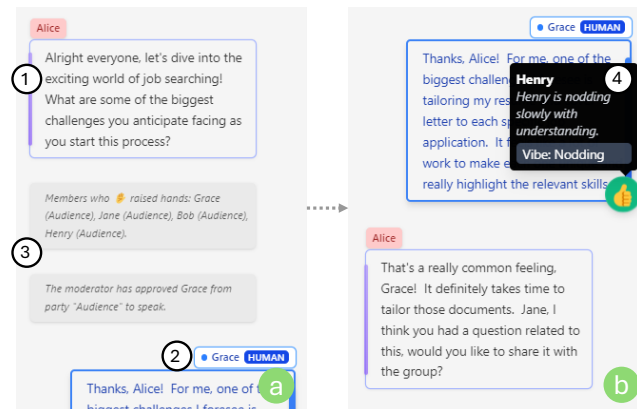 Alice
1
Alright everyone, let's dive into the
exciting world of job searching!
What are some of the biggest
challenges you anticipate facing as
you start this process?
Members who ✋ raised hands: Grace
(Audience), Jane (Audience), Bob (Audience),
Henry (Audience).
3
The moderator has approved Grace from
party "Audience" to speak.
2
Grace HUMAN
Thanks, Alice! For me, one of
biggest challenges I foresee is
a
Grace HUMAN
Thanks, Alice! For me, one of the
biggest
tailoring my
letter to each
application. It
work to make
really highlight the relevant skills
4
Henry
Henry is nodding
slowly with
understanding.
Vibe: Nodding
👍
Alice
That's a really common feeling,
Grace! It definitely takes time to
tailor those documents. Jane, I
think you had a question related to
this, would you like to share it with
the group?
b